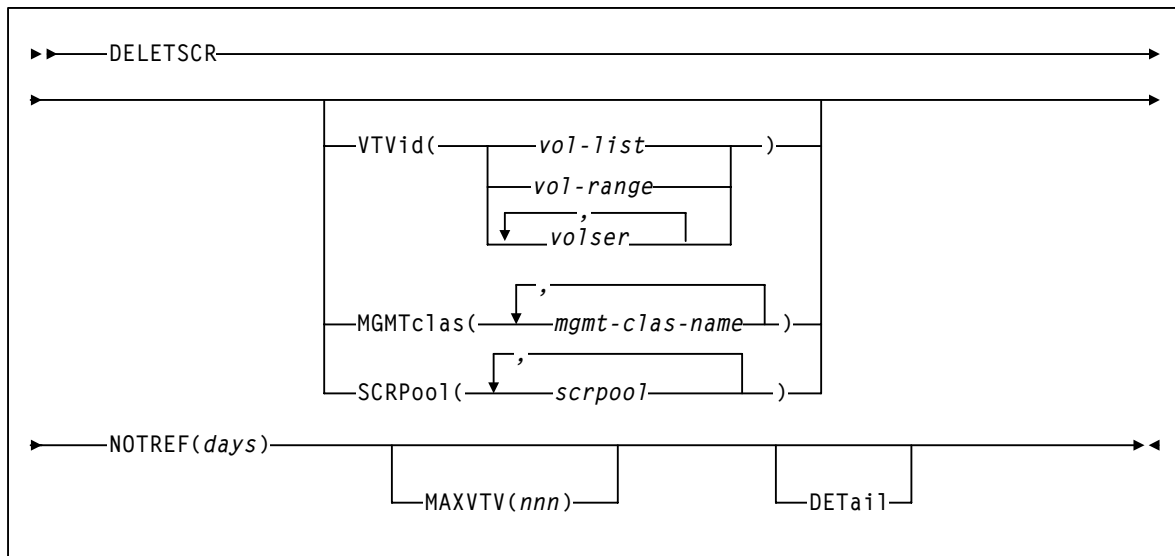 DELETSCR
VTVid( vol-list )
vol-range
,
volser
,
MGMTclas( mgmt-clas-name )
,
SCRPool( scrpool )
NOTREF(days)
MAXVTV(nnn) DETail